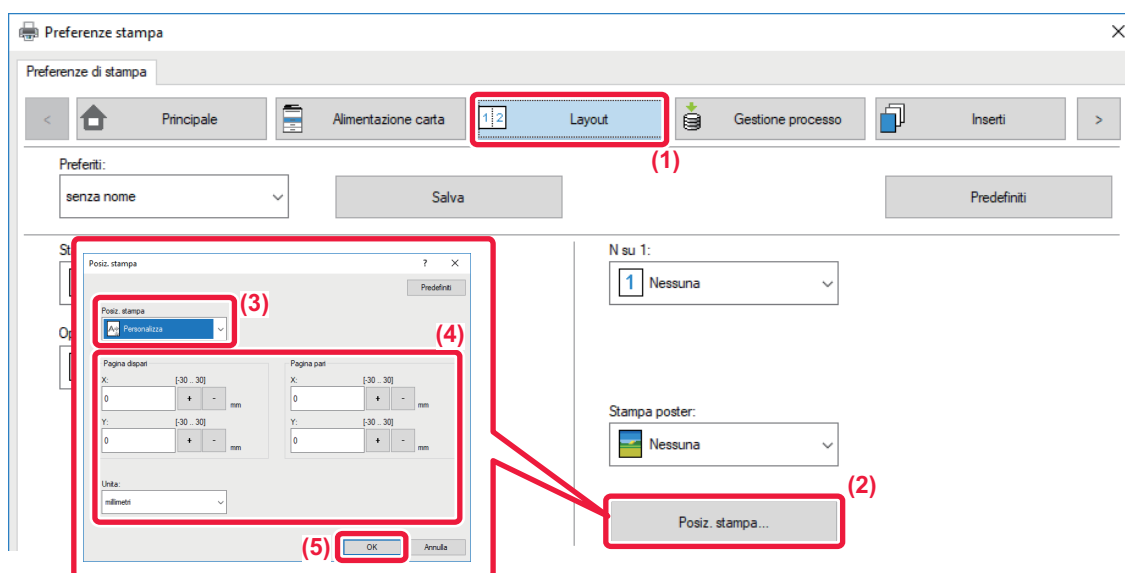 Preferenze stampa
Preferenze di stampa
< Principale Alimentazione carta 1 2 Layout Gestione processo Inserti >
(1)
Preferiti:
senza nome Salva Predefiniti
St
Op
Posiz. stampa ? ×
Predefiniti
Posiz. stampa
Personalizza
(3)
(4)
Pagina dispari Pagina pari
X: [-30 .. 30] X: [-30 .. 30]
0 + - mm 0 + - mm
Y: [-30 .. 30] Y: [-30 .. 30]
0 + - mm 0 + - mm
Unita:
millimetri
(5) OK Annulla
N su 1:
1 Nessuna
Stampa poster:
Nessuna
(2)
Posiz. stampa...